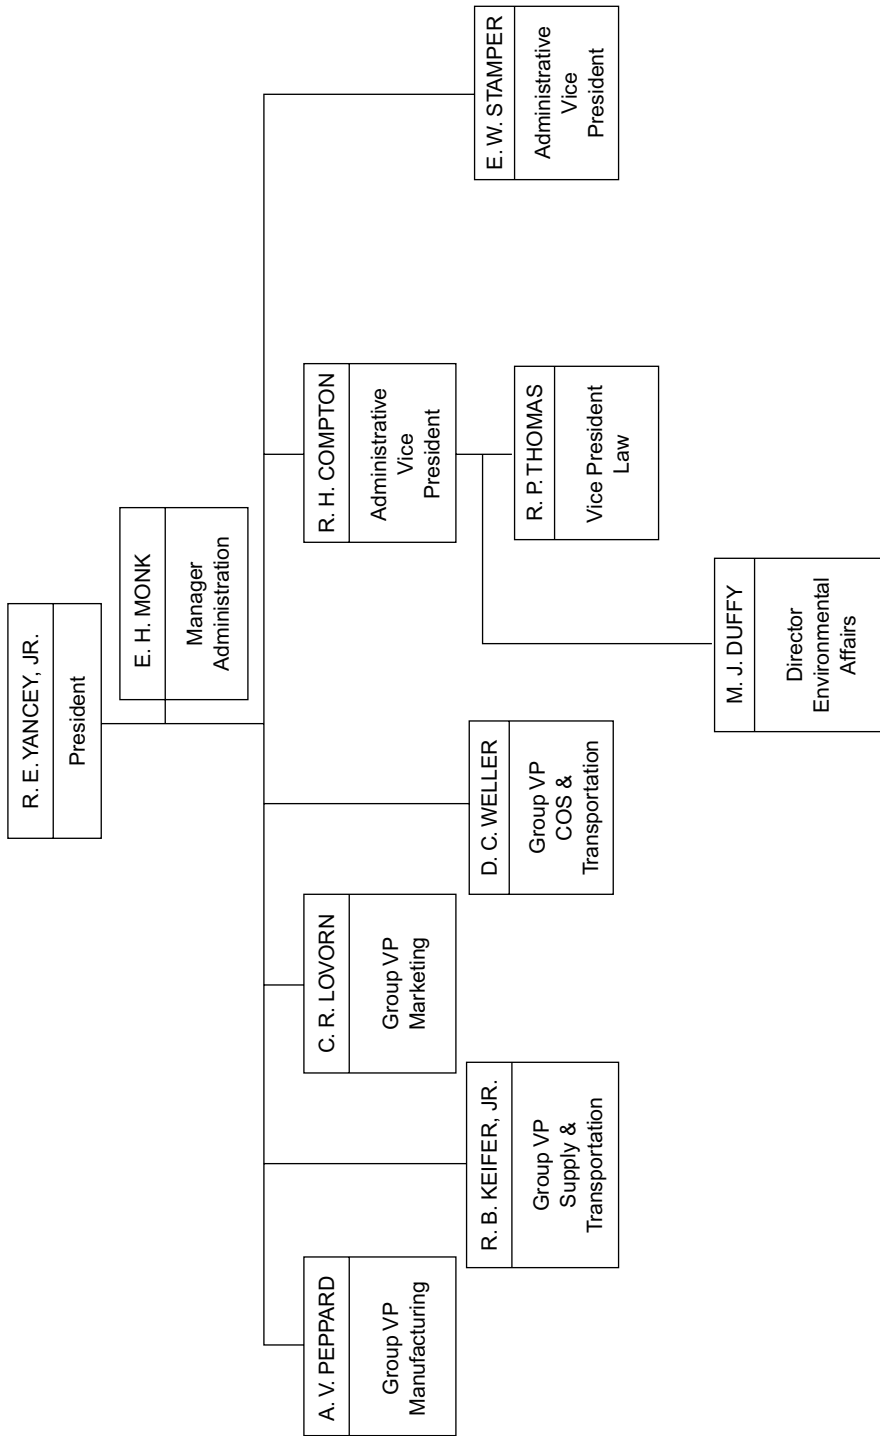 R. E. YANCEY, JR.
President
E. H. MONK
Manager
Administration
A. V. PEPPARD
Group VP
Manufacturing
R. B. KEIFER, JR.
Group VP
Supply &
Transportation
C. R. LOVORN
Group VP
Marketing
D. C. WELLER
Group VP
COS &
Transportation
R. H. COMPTON
Administrative
Vice
President
E. W. STAMPER
Administrative
Vice
President
R. P. THOMAS
Vice President
Law
M. J. DUFFY
Director
Environmental
Affairs